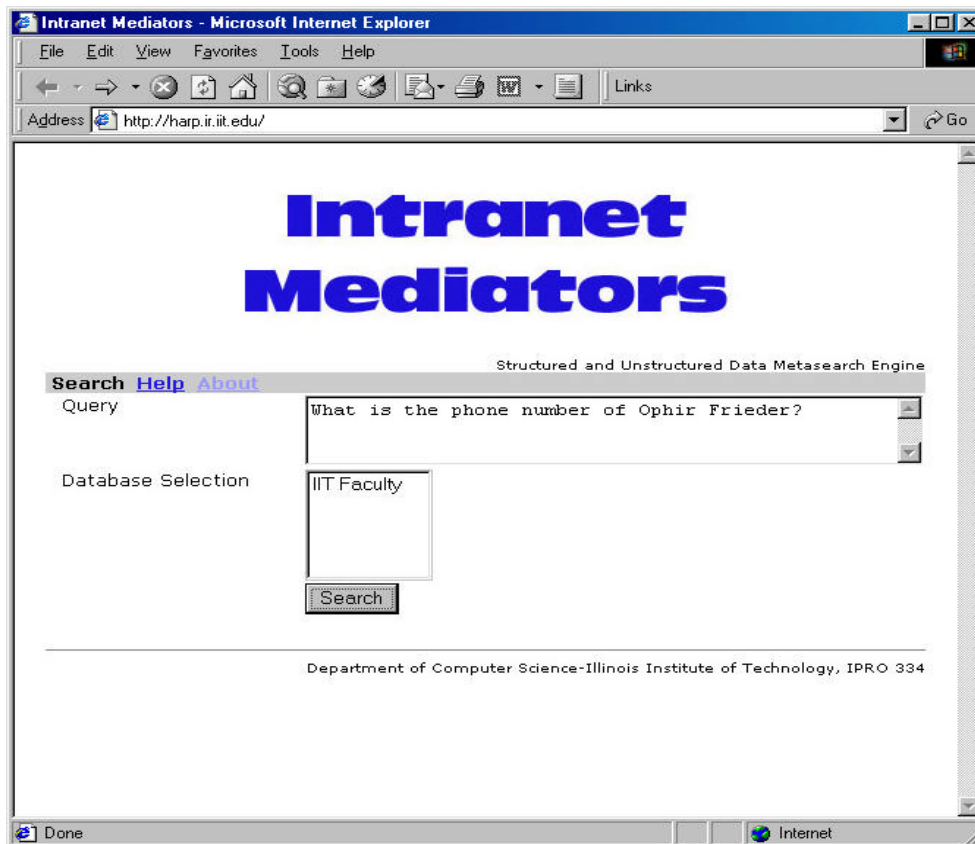 Intranet Mediators - Microsoft Internet Explorer
File Edit View Favorites Tools Help
Links
Address http://harp.ir.iit.edu/ Go
Intranet
Mediators
Structured and Unstructured Data Metasearch Engine
Search Help About
Query What is the phone number of Ophir Frieder?
Database Selection IIT Faculty
Search
Department of Computer Science-Illinois Institute of Technology, IPRO 334
Done Internet